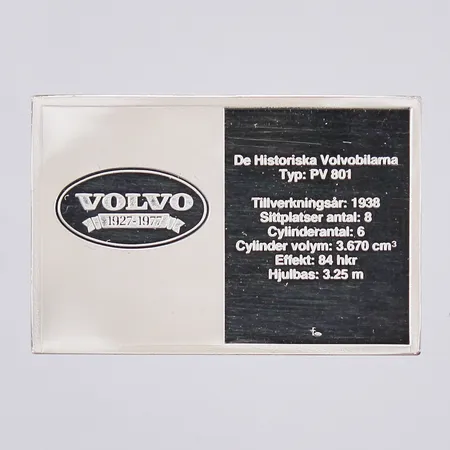 VOLVO
1927-1977
De Historiska Volvobilarna
Typ: PV 801
Tillverkningsår: 1938
Sittplatser antal: 8
Cylinderantal: 6
Cylinder volym: 3.670 cm³
Effekt: 84 hkr
Hjulbas: 3.25 m